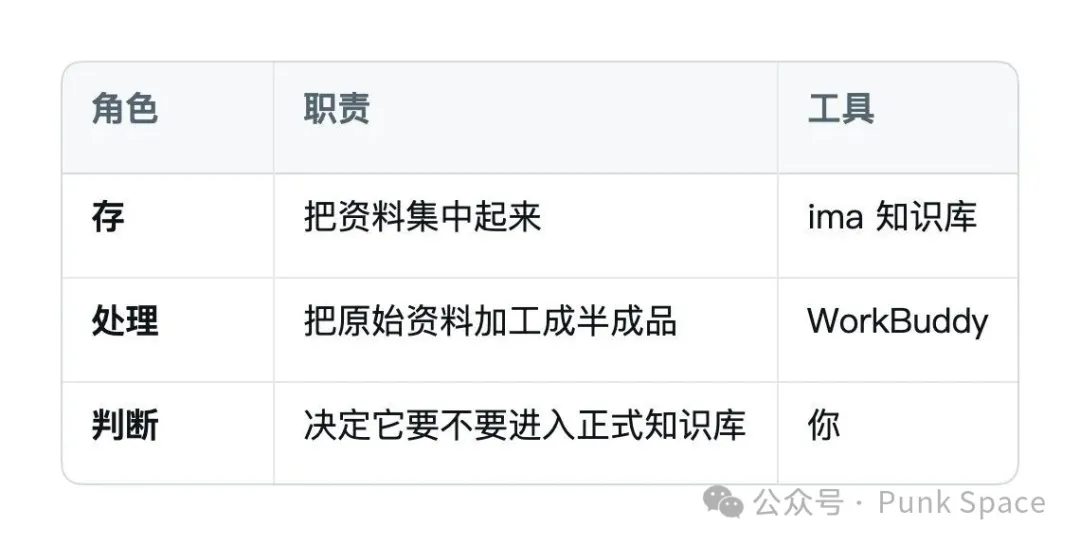 角色 职责 工具
存 把资料集中起来 ima 知识库
处理 把原始资料加工成半成品 WorkBuddy
判断 决定它要不要进入正式知识库 你
公众号 · Punk Space